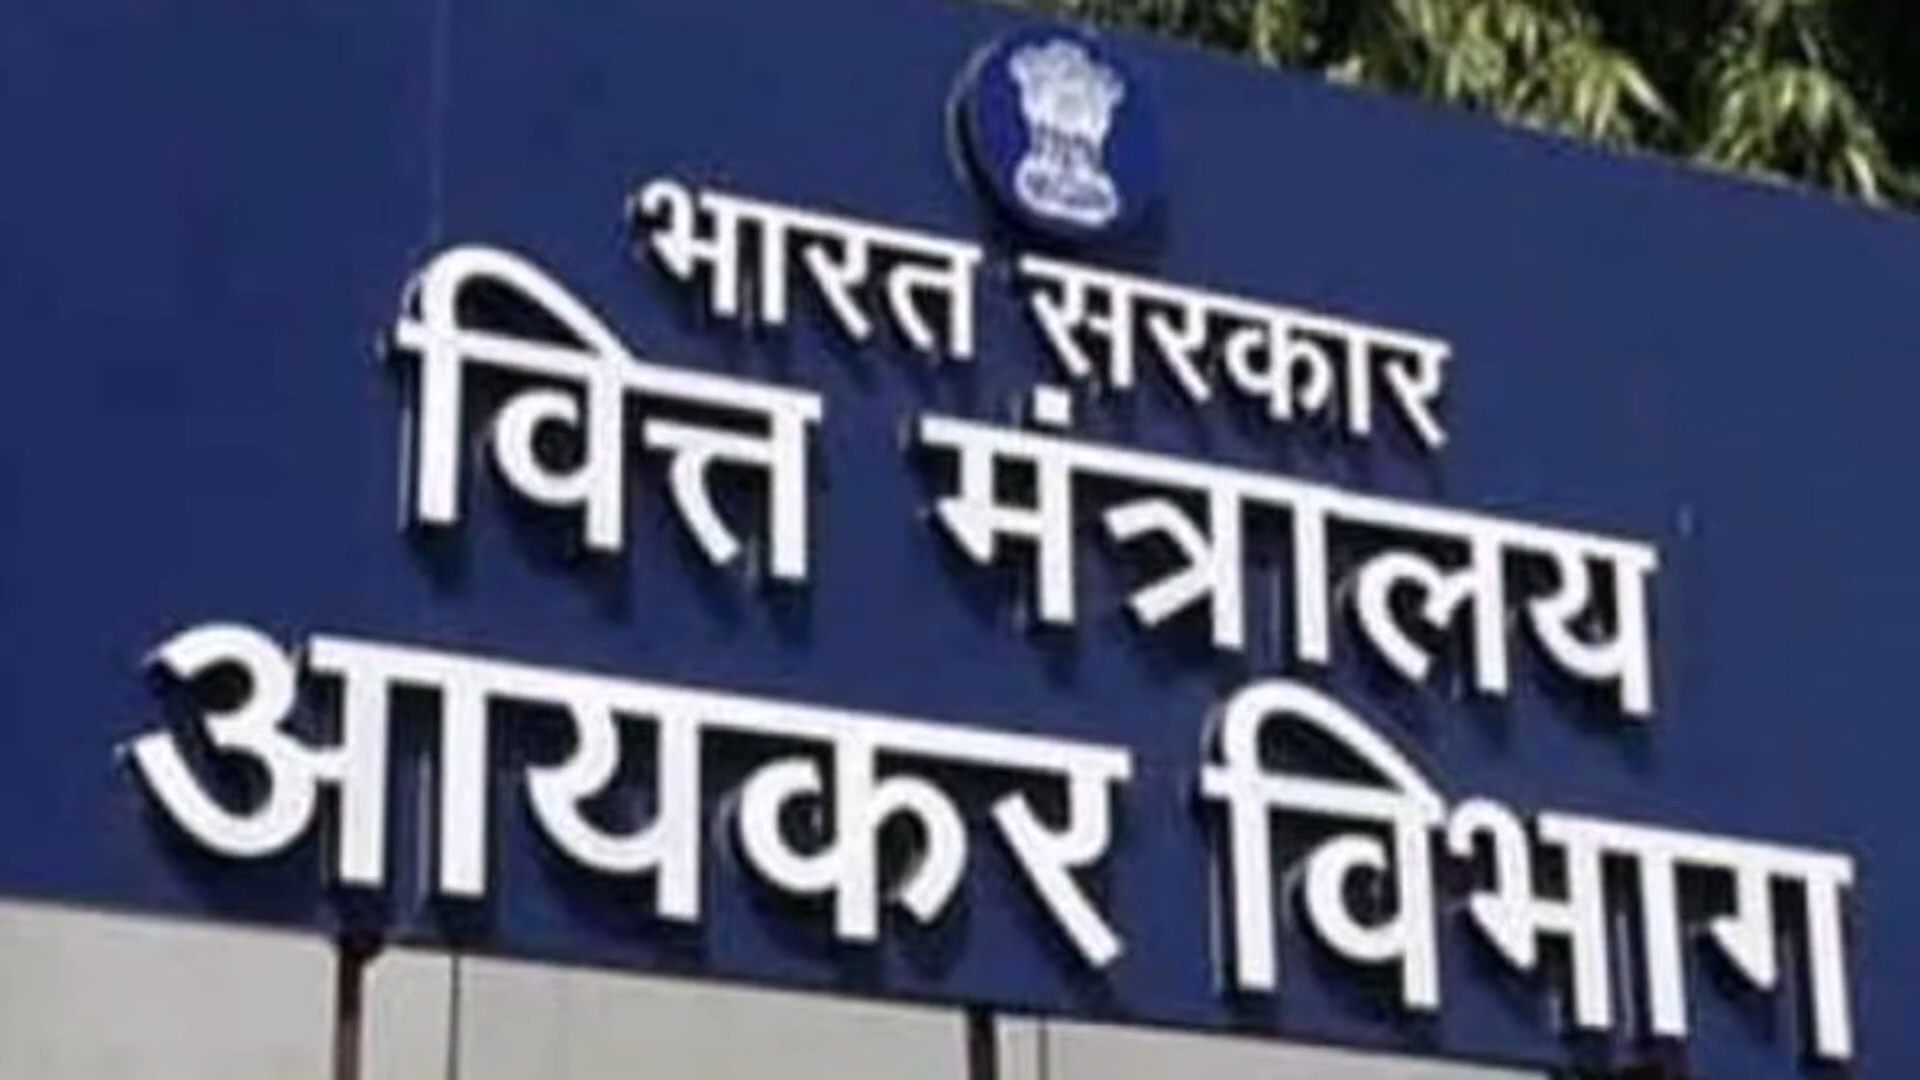 भारत सरकार
वित्त मंत्रालय
आयकर विभाग